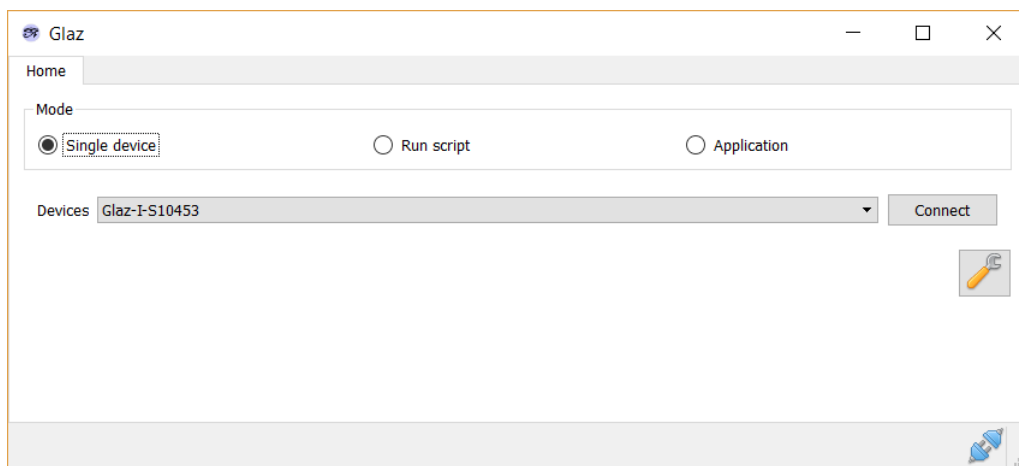 Glaz
Home
Mode
Single device Run script Application
Devices Glaz-I-S10453 Connect